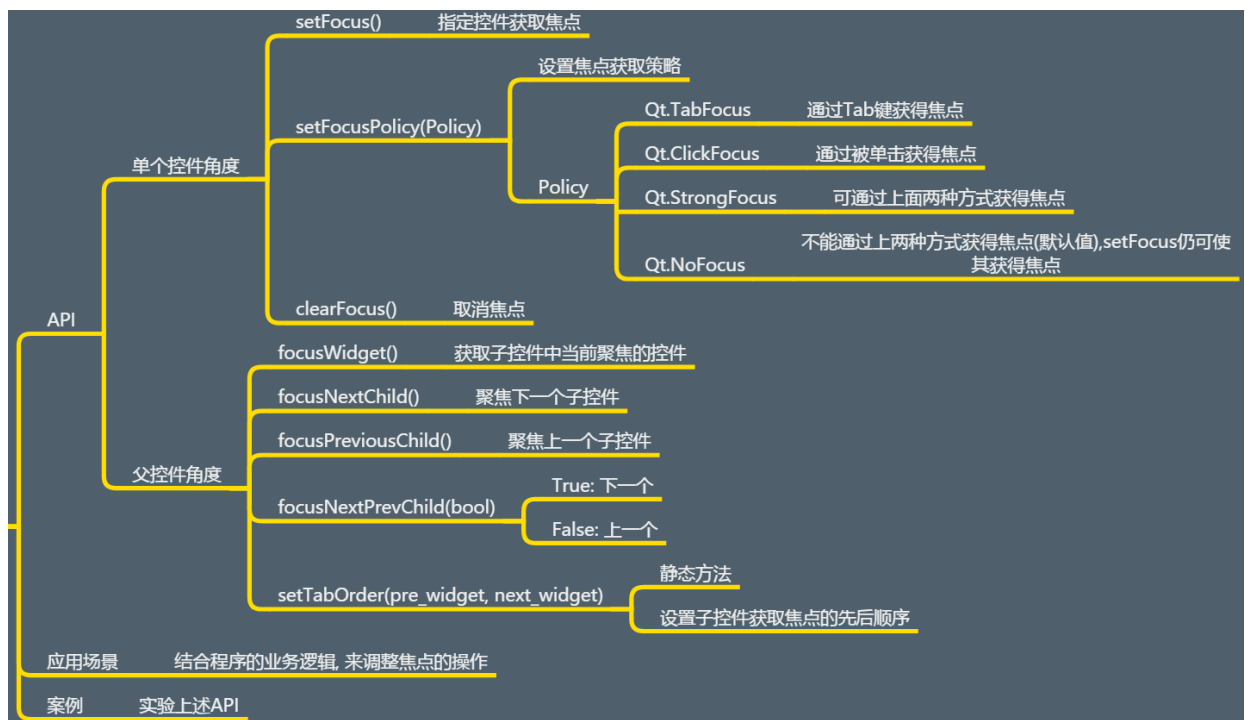 API
单个控件角度
setFocus()
指定控件获取焦点
setFocusPolicy(Policy)
设置焦点获取策略
Policy
Qt.TabFocus
通过Tab键获得焦点
Qt.ClickFocus
通过被单击获得焦点
Qt.StrongFocus
可通过上面两种方式获得焦点
Qt.NoFocus
不能通过上两种方式获得焦点(默认值),setFocus仍可使
其获得焦点
clearFocus()
取消焦点
父控件角度
focusWidget()
获取子控件中当前聚焦的控件
focusNextChild()
聚焦下一个子控件
focusPreviousChild()
聚焦上一个子控件
focusNextPrevChild(bool)
True: 下一个
False: 上一个
setTabOrder(pre_widget, next_widget)
静态方法
设置子控件获取焦点的先后顺序
应用场景
结合程序的业务逻辑, 来调整焦点的操作
案例
实验上述API